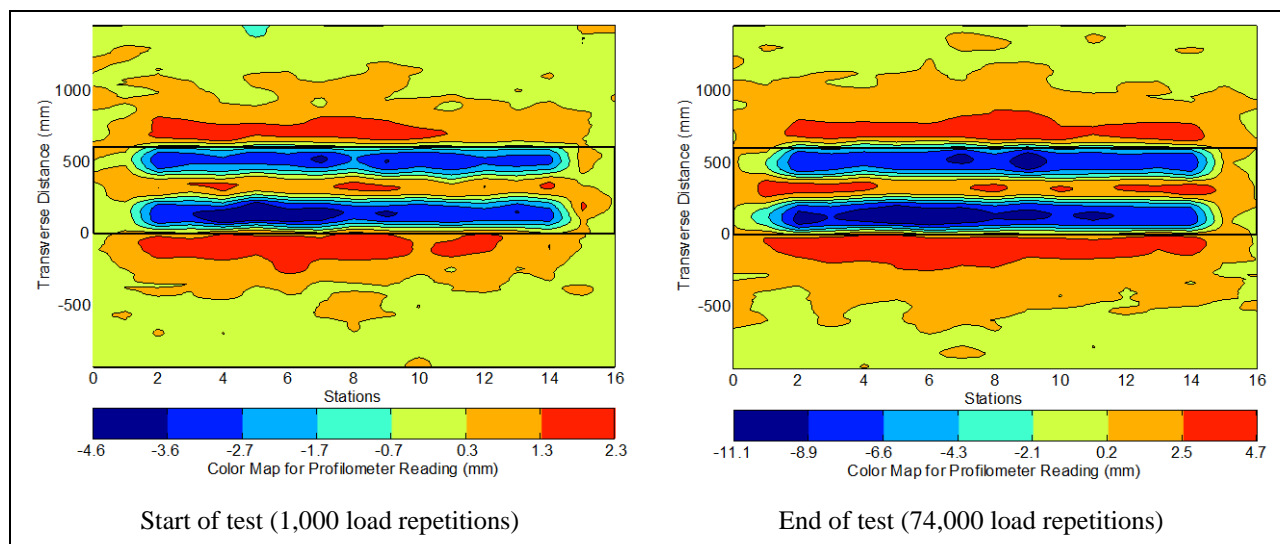 Transverse Distance (mm)
1000
500
0
-500
0 2 4 6 8 10 12 14 16
Stations
-4.6 -3.6 -2.7 -1.7 -0.7 0.3 1.3 2.3
Color Map for Profilometer Reading (mm)
Start of test (1,000 load repetitions)
Transverse Distance (mm)
1000
500
0
-500
0 2 4 6 8 10 12 14 16
Stations
-11.1 -8.9 -6.6 -4.3 -2.1 0.2 2.5 4.7
Color Map for Profilometer Reading (mm)
End of test (74,000 load repetitions)